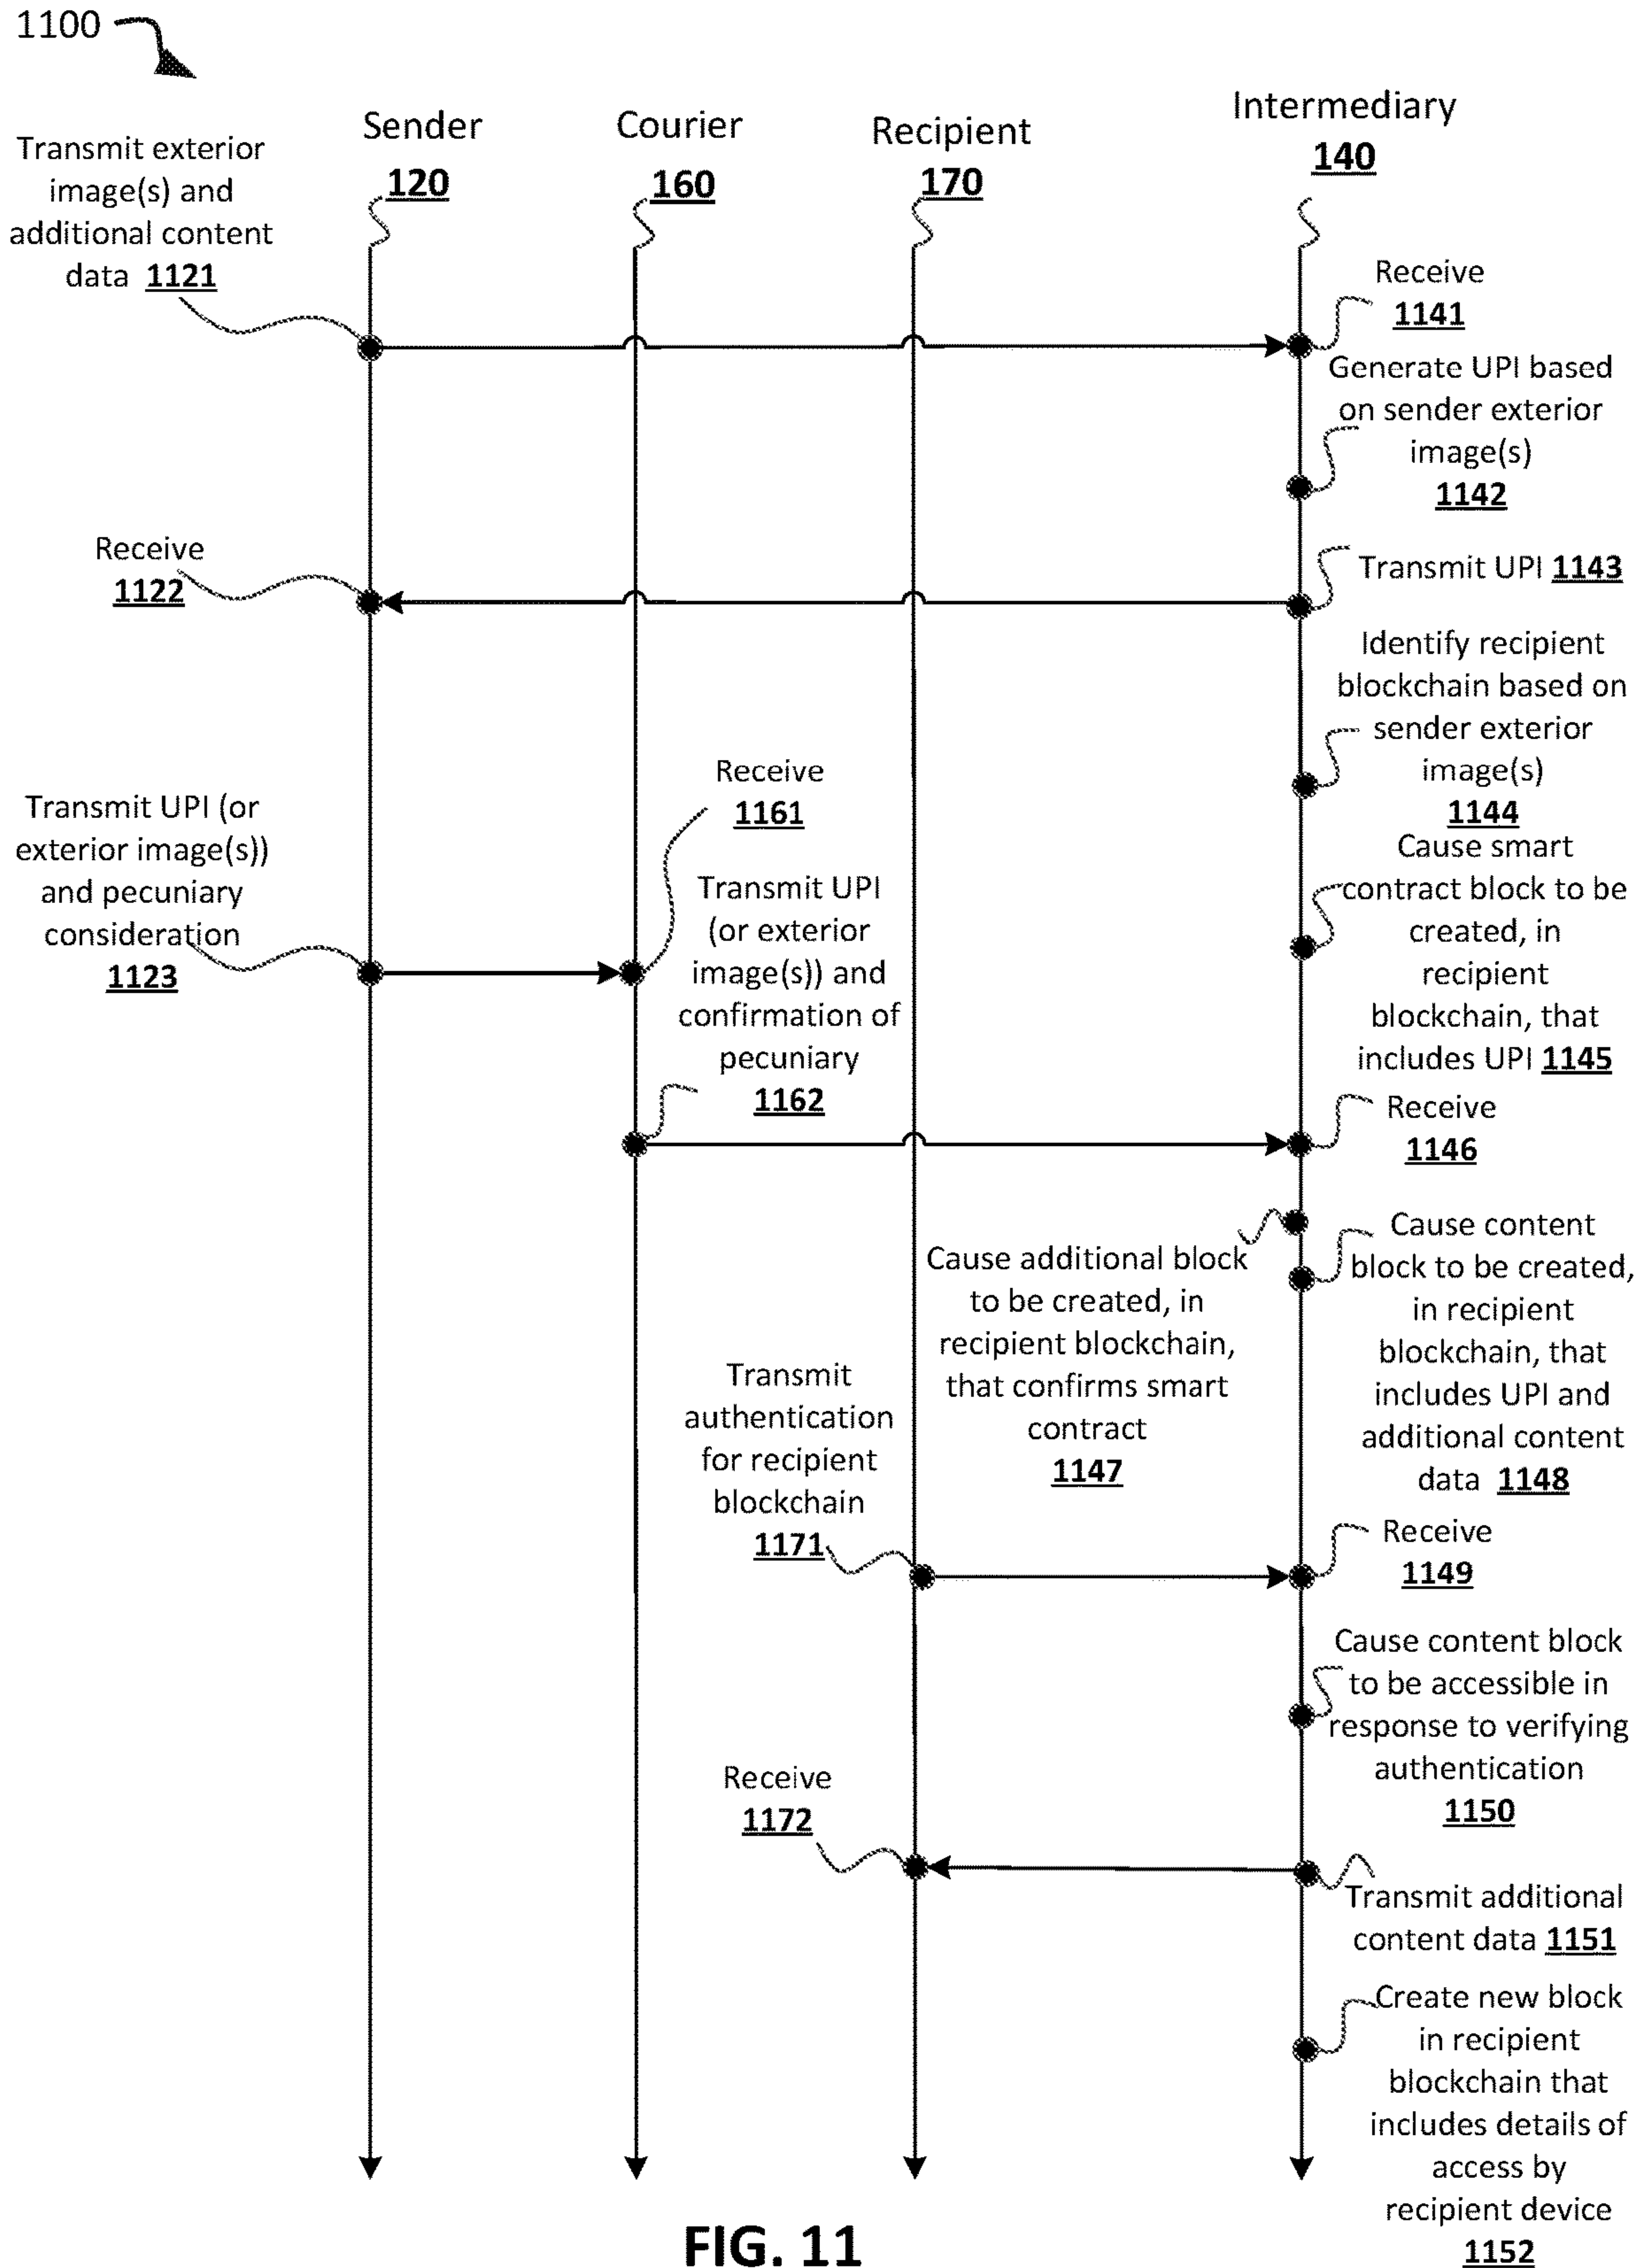 1100
Sender
120
Courier
160
Recipient
170
Intermediary
140
Transmit exterior
image(s) and
additional content
data 1121
Receive
1141
Generate UPI based
on sender exterior
image(s)
1142
Receive
1122
Transmit UPI 1143
Identify recipient
blockchain based on
sender exterior
image(s)
1144
Transmit UPI (or
exterior image(s))
and pecuniary
consideration
1123
Receive
1161
Cause smart
contract block to be
created, in
recipient
blockchain, that
includes UPI 1145
Transmit UPI
(or exterior
image(s)) and
confirmation of
pecuniary
1162
Receive
1146
Cause additional block
to be created, in
recipient blockchain,
that confirms smart
contract
1147
Cause content
block to be created,
in recipient
blockchain, that
includes UPI and
additional content
data 1148
Transmit
authentication
for recipient
blockchain
1171
Receive
1149
Cause content block
to be accessible in
response to verifying
authentication
1150
Receive
1172
Transmit additional
content data 1151
Create new block
in recipient
blockchain that
includes details of
access by
recipient device
1152
FIG. 11